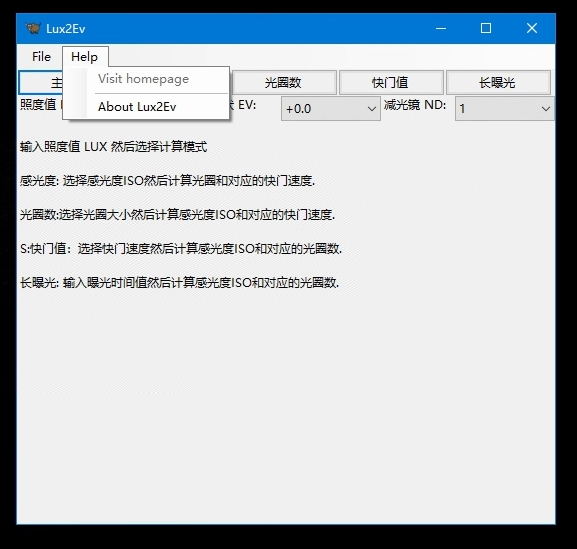 Lux2Ev
File Help
Visit homepage
About Lux2Ev
主 光圈数 快门值 长曝光
照度值 EV: +0.0 减光镜 ND: 1
输入照度值 LUX 然后选择计算模式
感光度: 选择感光度ISO然后计算光圈和对应的快门速度.
光圈数:选择光圈大小然后计算感光度ISO和对应的快门速度.
S:快门值：选择快门速度然后计算感光度ISO和对应的光圈数.
长曝光: 输入曝光时间值然后计算感光度ISO和对应的光圈数.